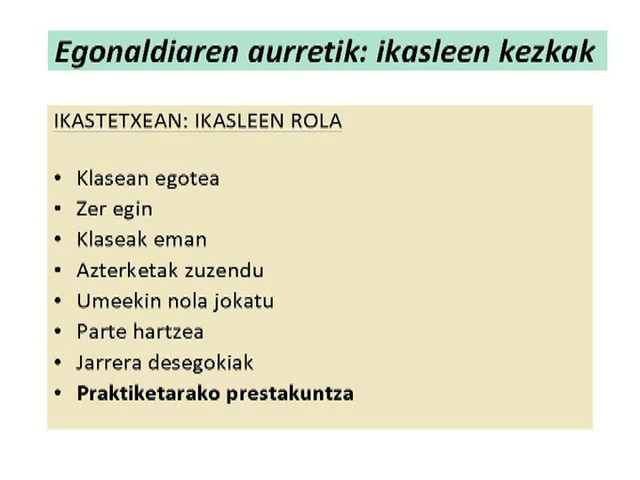 Egonaldiaren aurretik: ikasleen kezkak
IKASTETXEAN: IKASLEEN ROLA
• Klasean egotea
• Zer egin
• Klaseak eman
• Azterketak zuzendu
• Umeekin nola jokatu
• Parte hartzea
• Jarrera desegokiak
• Praktiketarako prestakuntza